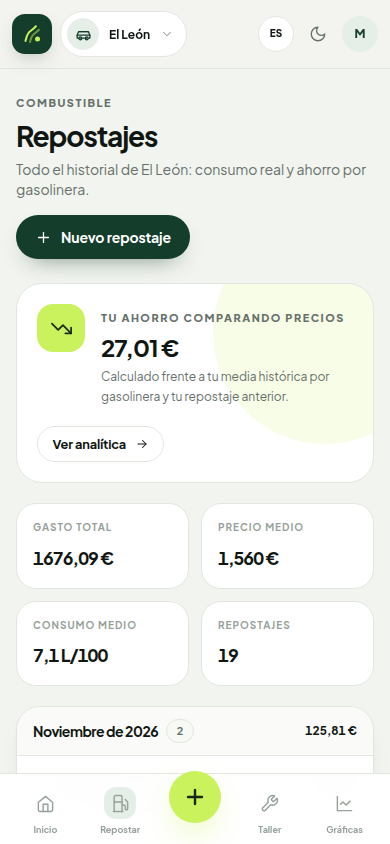 El León
ES
M
COMBUSTIBLE
Repostajes
Todo el historial de El León: consumo real y ahorro por
gasolinera.
+ Nuevo repostaje
TU AHORRO COMPARANDO PRECIOS
27,01 €
Calculado frente a tu media histórica por
gasolinera y tu repostaje anterior.
Ver analítica →
GASTO TOTAL
1676,09 €
PRECIO MEDIO
1,560 €
CONSUMO MEDIO
7,1 L/100
REPOSTAJES
19
Noviembre de 2026 2 125,81 €
+
Inicio
Repostar
Taller
Gráficas